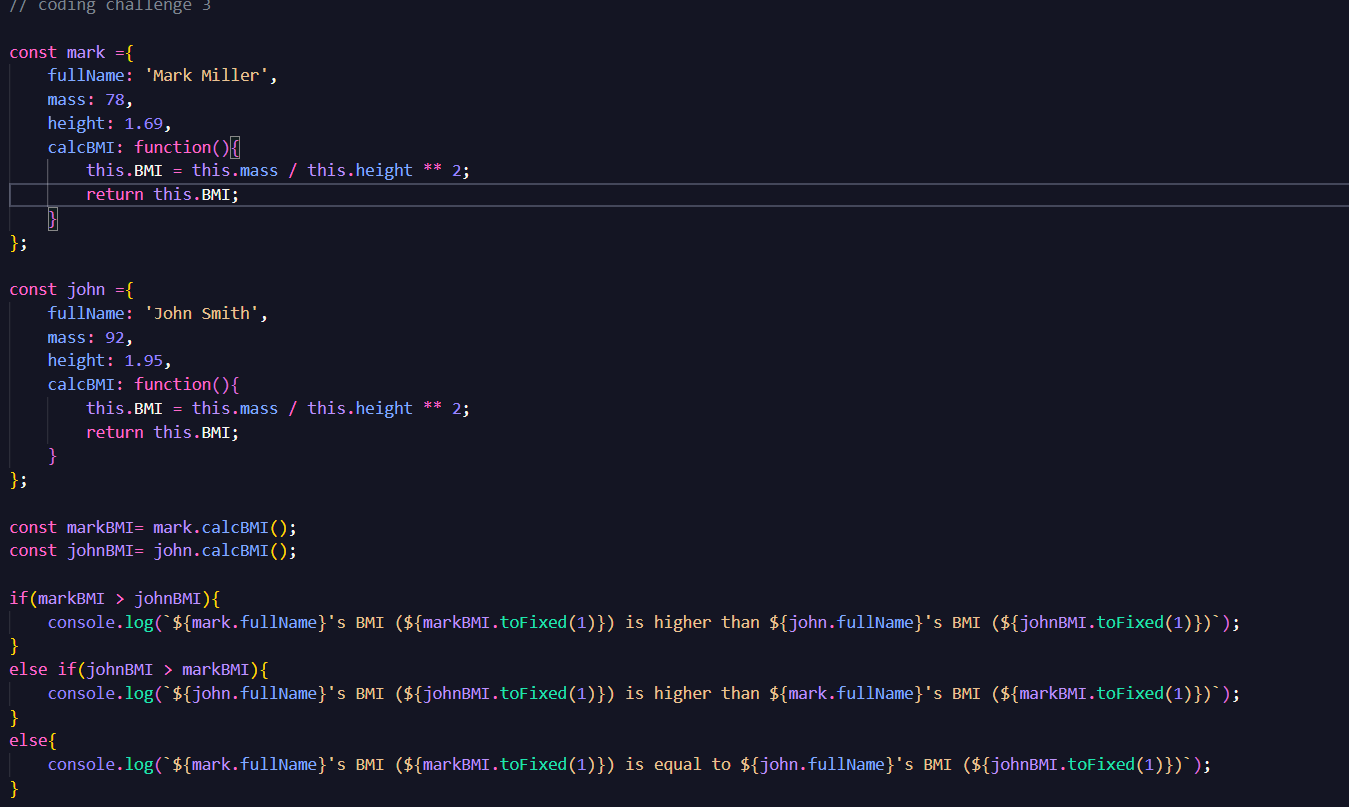 // coding challenge 3
const mark ={
    fullName: 'Mark Miller',
    mass: 78,
    height: 1.69,
    calcBMI: function(){
        this.BMI = this.mass / this.height ** 2;
        return this.BMI;
    }
};
const john ={
    fullName: 'John Smith',
    mass: 92,
    height: 1.95,
    calcBMI: function(){
        this.BMI = this.mass / this.height ** 2;
        return this.BMI;
    }
};
const markBMI= mark.calcBMI();
const johnBMI= john.calcBMI();
if(markBMI > johnBMI){
    console.log(`${mark.fullName}'s BMI (${markBMI.toFixed(1)}) is higher than ${john.fullName}'s BMI (${johnBMI.toFixed(1)})`);
}
else if(johnBMI > markBMI){
    console.log(`${john.fullName}'s BMI (${johnBMI.toFixed(1)}) is higher than ${mark.fullName}'s BMI (${markBMI.toFixed(1)})`);
}
else{
    console.log(`${mark.fullName}'s BMI (${markBMI.toFixed(1)}) is equal to ${john.fullName}'s BMI (${johnBMI.toFixed(1)})`);
}